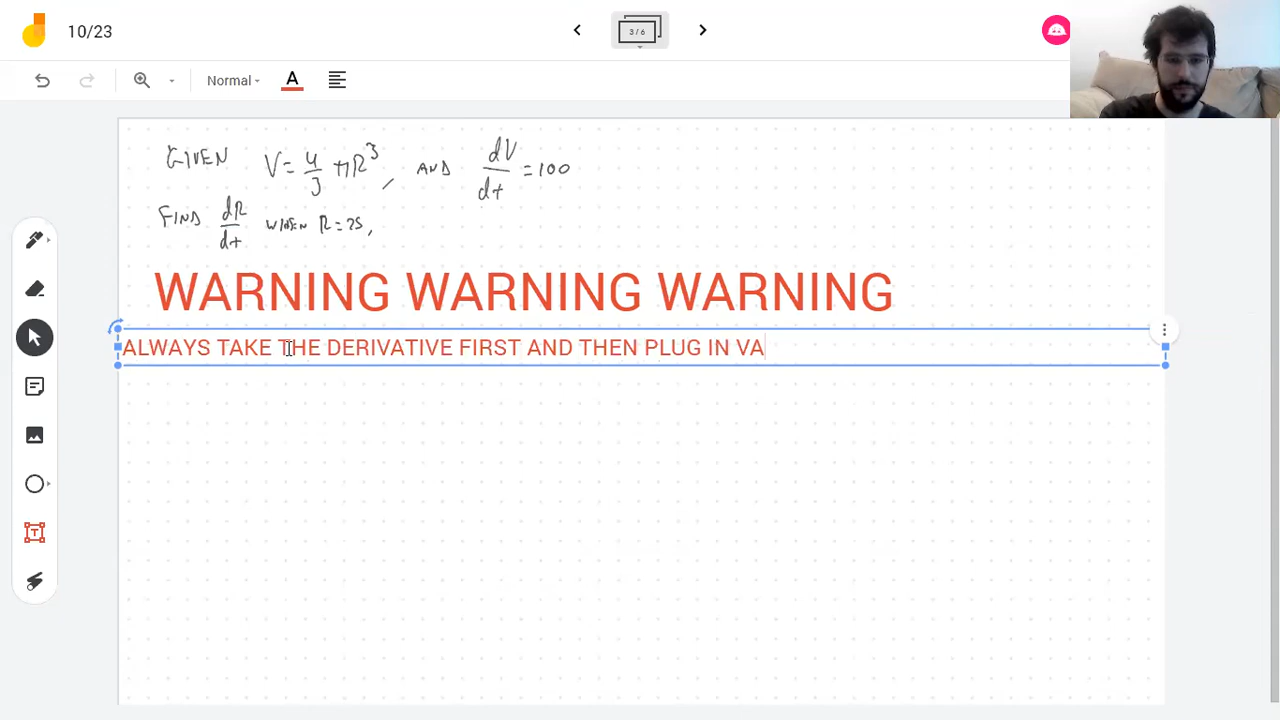 10/23
3 / 6
Normal
A
GIVEN V = 4/3 πR³, AND dV/dt = 100
FIND dR/dt WHEN R = 25,
WARNING WARNING WARNING
ALWAYS TAKE THE DERIVATIVE FIRST AND THEN PLUG IN VA
T